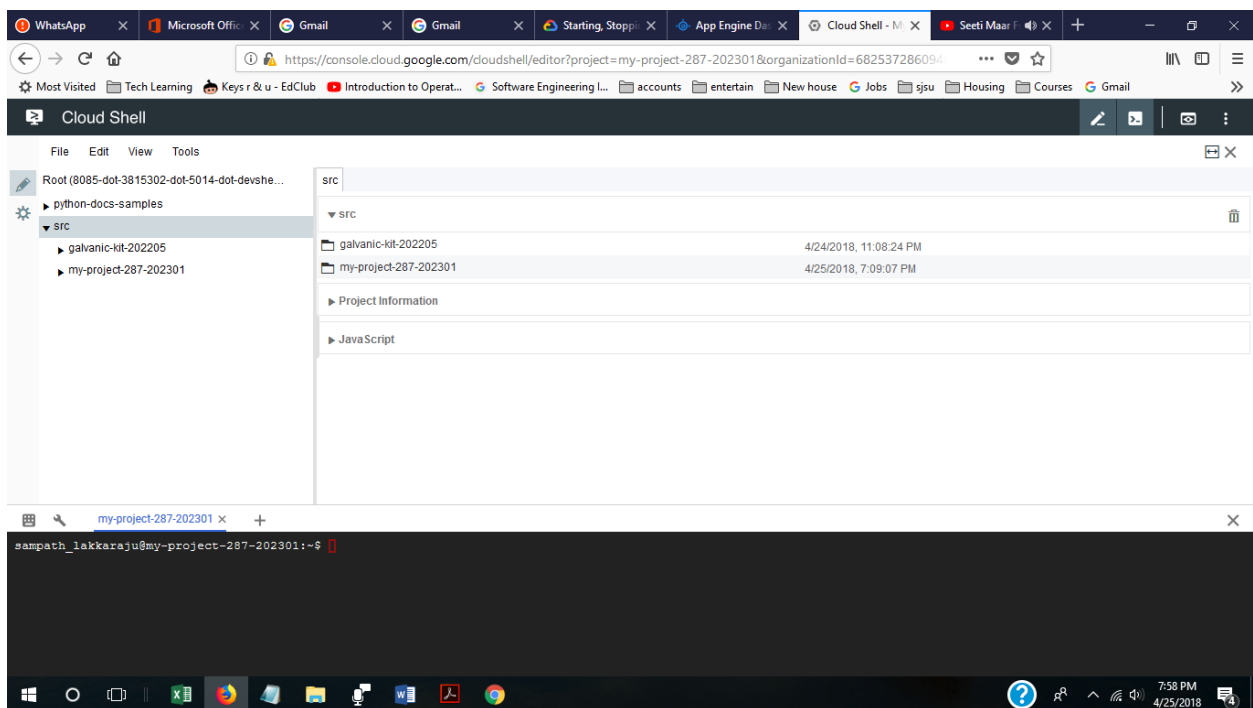 WhatsApp Microsoft Offic Gmail Gmail Starting, Stoppi App Engine Das Cloud Shell - M Seeti Maar F
https://console.cloud.google.com/cloudshell/editor?project=my-project-287-202301&organizationId=68253728609
Most Visited Tech Learning Keys r & u - EdClub Introduction to Operat... Software Engineering l... accounts entertain New house Jobs sjsu Housing Courses Gmail
Cloud Shell
File Edit View Tools
Root (8085-dot-3815302-dot-5014-dot-devshe...
python-docs-samples
src
galvanic-kit-202205
my-project-287-202301
src
src
galvanic-kit-202205 4/24/2018, 11:08:24 PM
my-project-287-202301 4/25/2018, 7:09:07 PM
Project Information
JavaScript
my-project-287-202301
sampath_lakkaraju@my-project-287-202301:~$
7:58 PM
4/25/2018